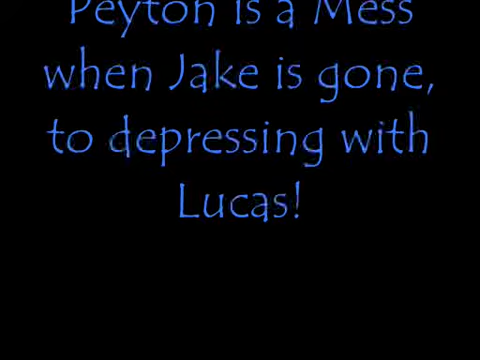 Peyton is a Mess
when Jake is gone,
to depressing with
Lucas!